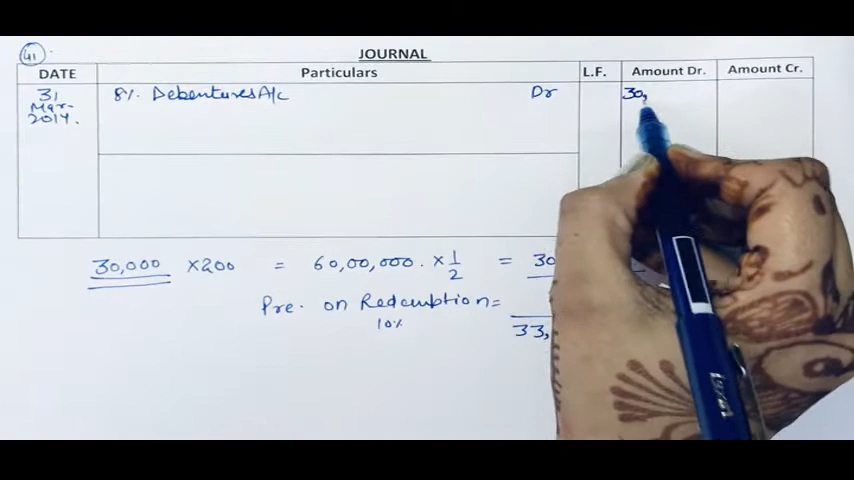 41
JOURNAL
DATE Particulars L.F. Amount Dr. Amount Cr.
31 8%. Debentures A/c Dr 30,
Mar-
2014.
30,000 ×200 = 60,00,000. × 1/2 = 30
Pre. on Redemption =
10%
33,